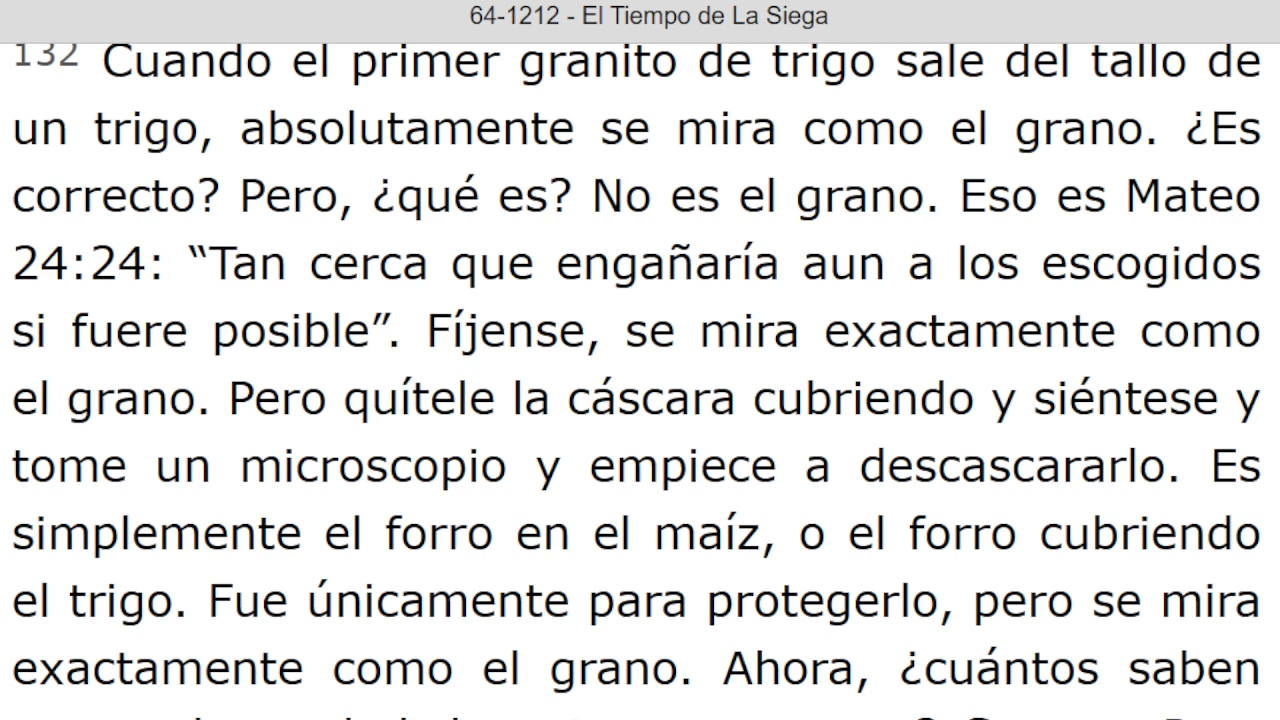 64-1212 - El Tiempo de La Siega
132 Cuando el primer granito de trigo sale del tallo de
un trigo, absolutamente se mira como el grano. ¿Es
correcto? Pero, ¿qué es? No es el grano. Eso es Mateo
24:24: “Tan cerca que engañaría aun a los escogidos
si fuere posible”. Fíjense, se mira exactamente como
el grano. Pero quítele la cáscara cubriendo y siéntese y
tome un microscopio y empiece a descascararlo. Es
simplemente el forro en el maíz, o el forro cubriendo
el trigo. Fue únicamente para protegerlo, pero se mira
exactamente como el grano. Ahora, ¿cuántos saben